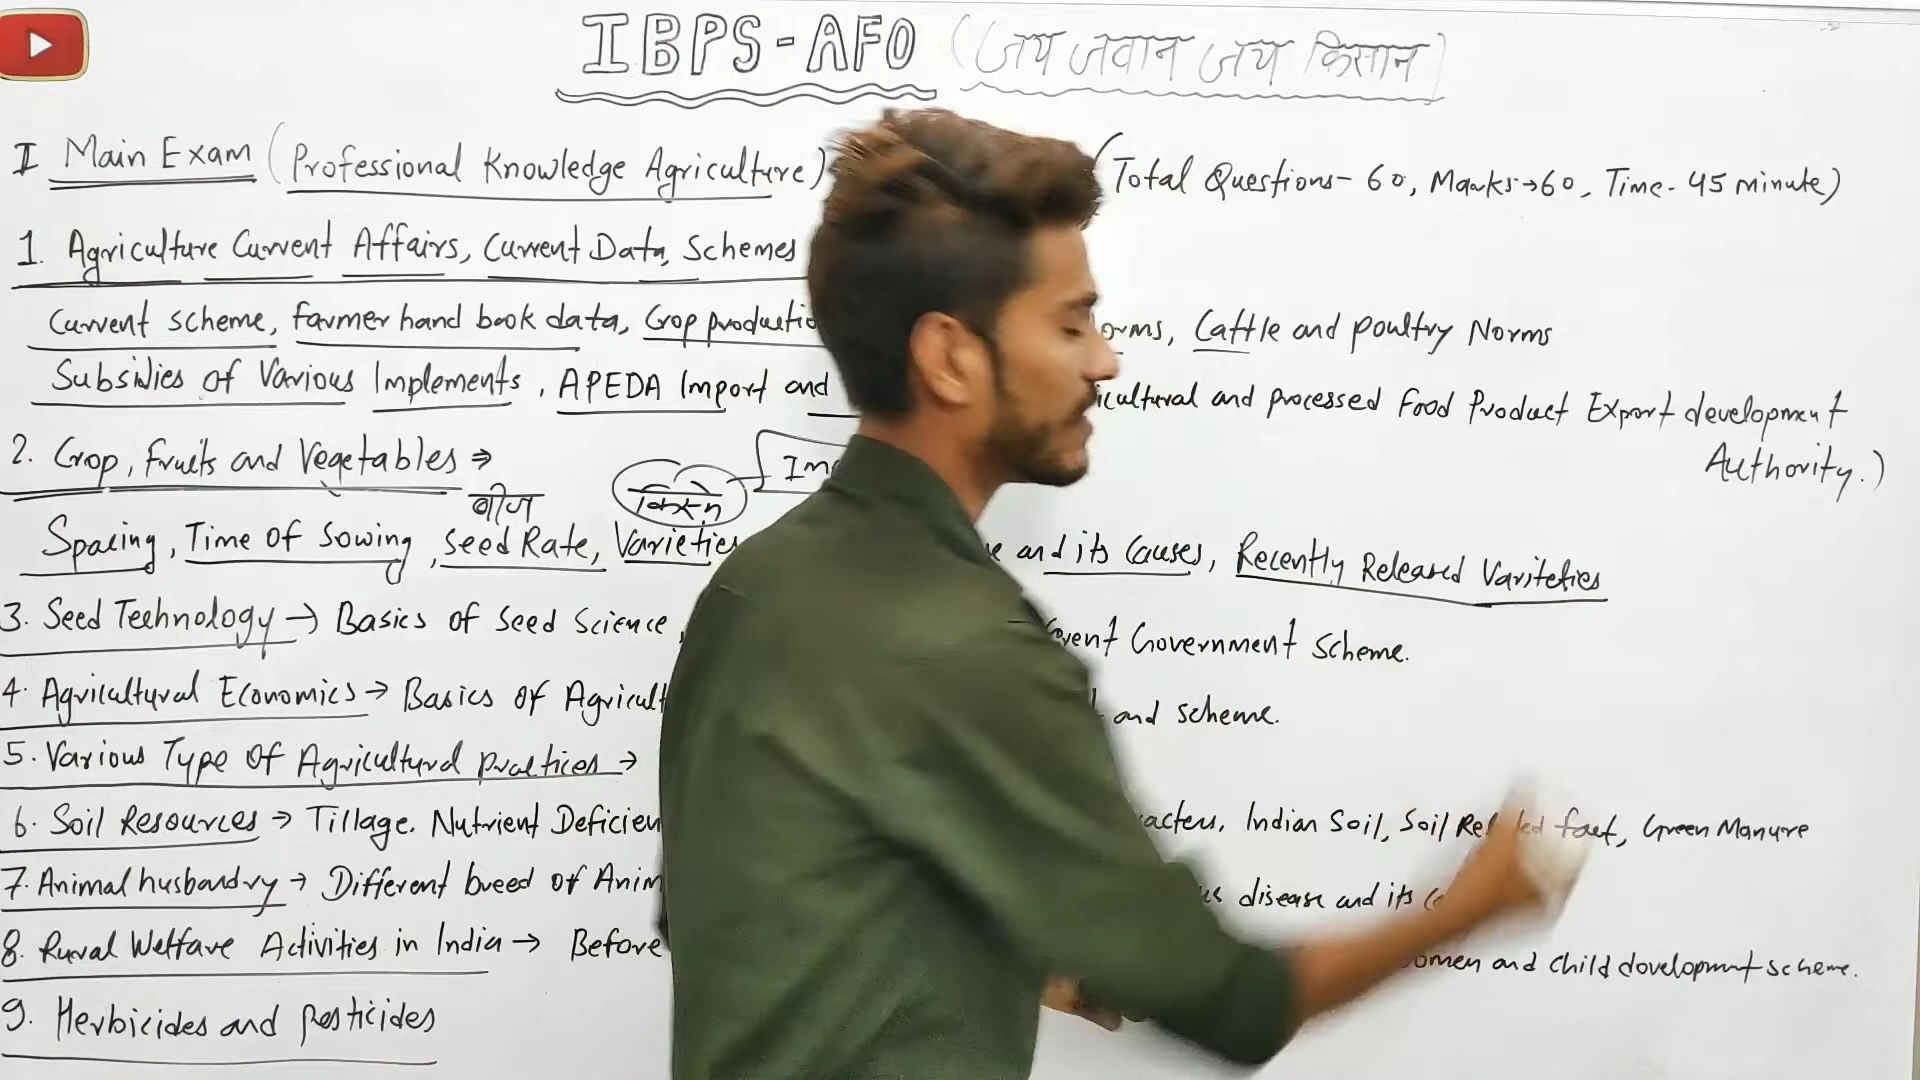 IBPS-AFO (जय जवान जय किसान)
I Main Exam (Professional Knowledge Agriculture) (Total Questions- 60, Marks→60, Time- 45 minute)
1. Agriculture Current Affairs, Current Data, Schemes
Current scheme, farmer hand book data, Crop productio orms, Cattle and poultry Norms
Subsidies of Various Implements, APEDA Import and icultural and processed Food Product Export development
Authority.)
2. Crop, fruits and Vegetables ⇒
बीज
Spacing, Time of Sowing, Seed Rate, Varieties and its Causes, Recently Released Variteties
3. Seed Technology → Basics of Seed Science, Government Scheme.
4. Agricultural Economics → Basics of Agricult and scheme.
5. Various Type Of Agricultural practices →
6. Soil Resources → Tillage. Nutrient Deficien acters, Indian Soil, Soil Related fact, Green Manure
7. Animal husbandry → Different breed of Anim disease and its
8. Rural Welfare Activities in India → Before omen and child development scheme.
9. Herbicides and pesticides